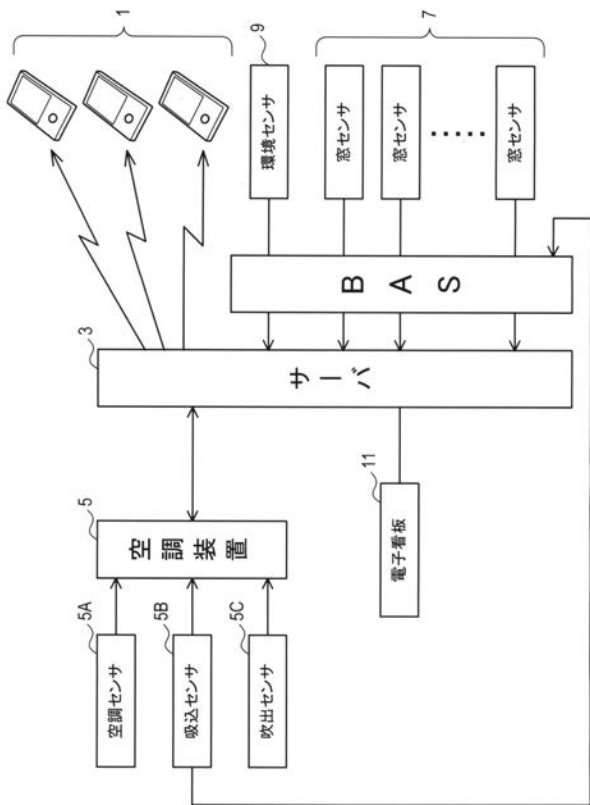 5A
空調センサ
5B
吸込センサ
5C
吹出センサ
5
空調装置
11
電子看板
3
サーバ
BAS
1
9
環境センサ
7
窓センサ
窓センサ
窓センサ